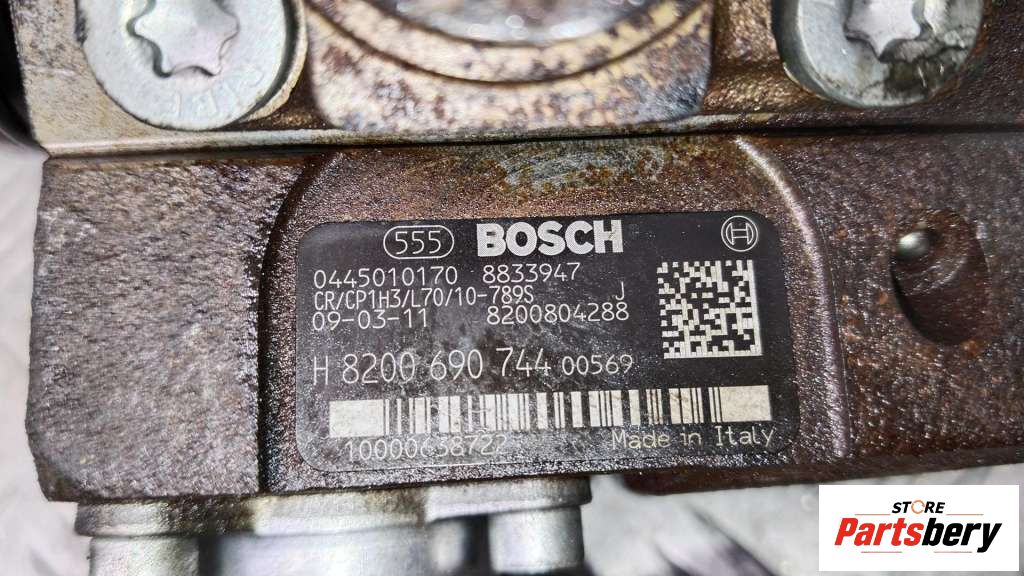 555 BOSCH H
0445010170 8833947
CR/CP1H3/L70/10-789S J
09-03-11 8200804288
H 8200 690 744 00569
10000638722 Made in Italy
STORE
Partsbery